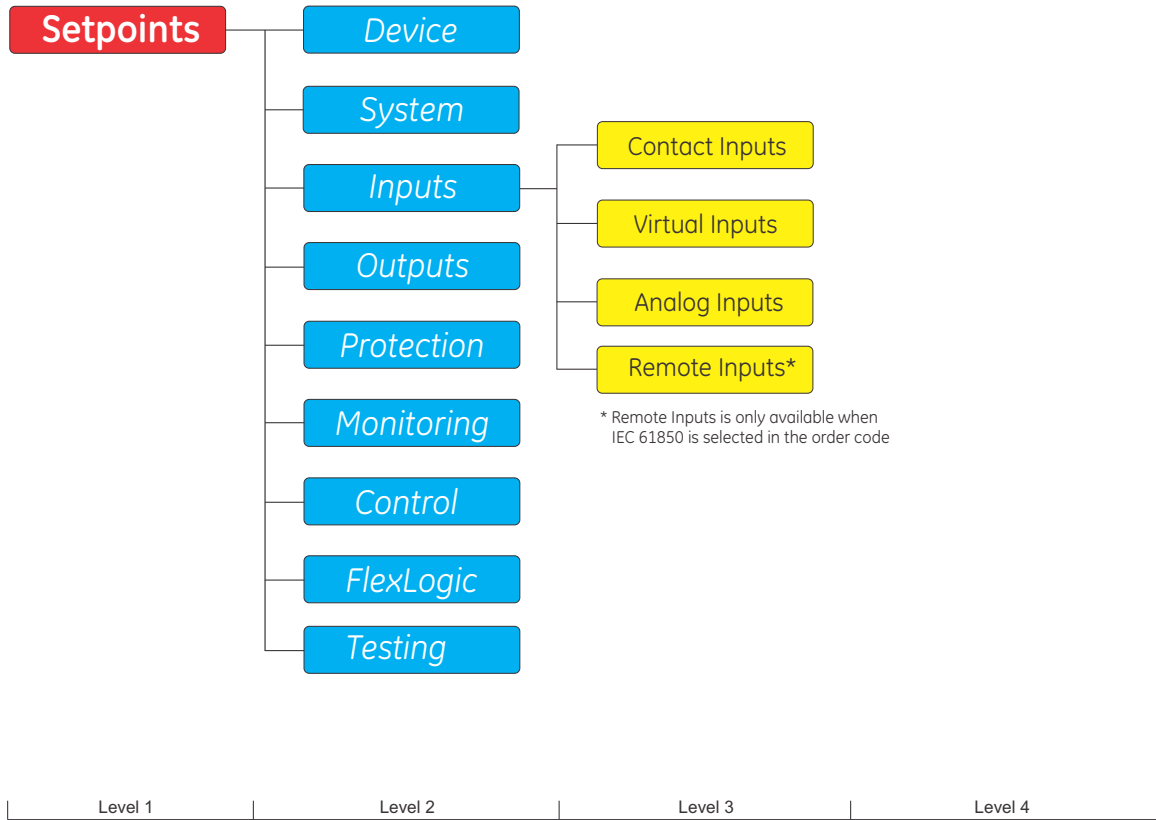 Setpoints
Device
System
Inputs
Outputs
Protection
Monitoring
Control
FlexLogic
Testing
Contact Inputs
Virtual Inputs
Analog Inputs
Remote Inputs*
* Remote Inputs is only available when
IEC 61850 is selected in the order code
Level 1
Level 2
Level 3
Level 4